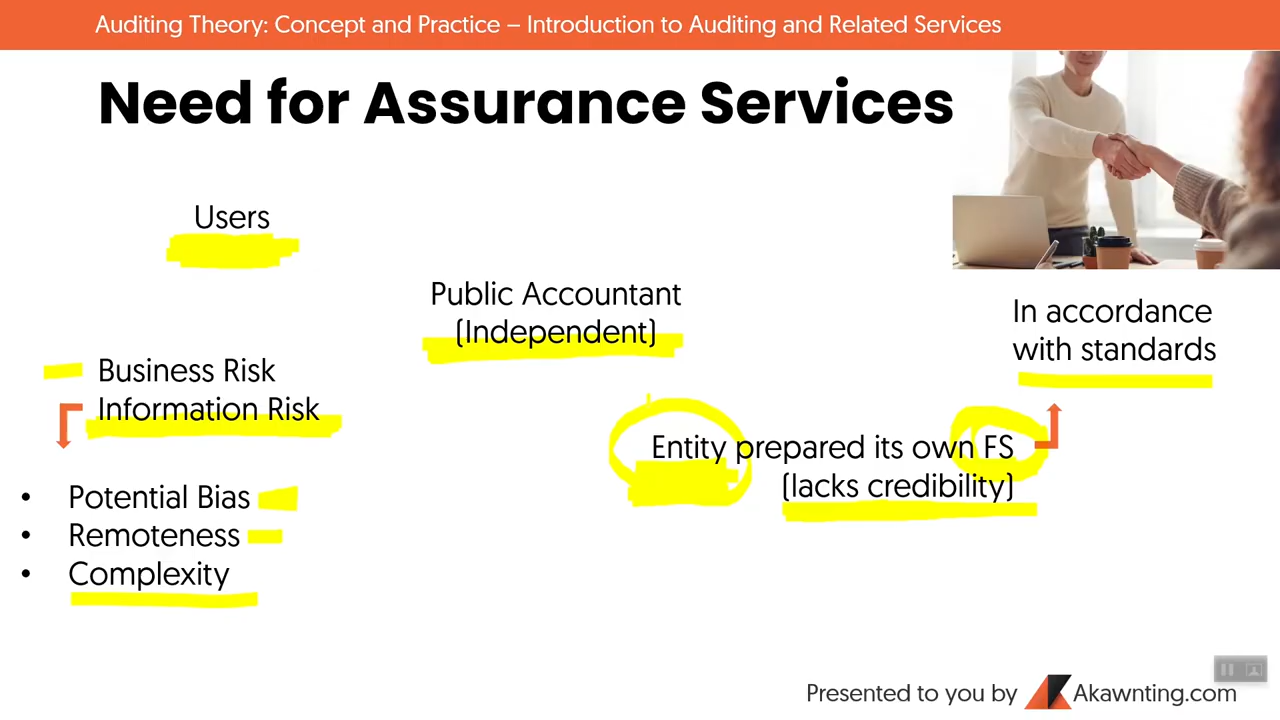 Auditing Theory: Concept and Practice – Introduction to Auditing and Related Services
Need for Assurance Services
Users
Public Accountant
(Independent)
In accordance
with standards
Business Risk
Information Risk
Entity prepared its own FS
(lacks credibility)
• Potential Bias
• Remoteness
• Complexity
Presented to you by Akawnting.com